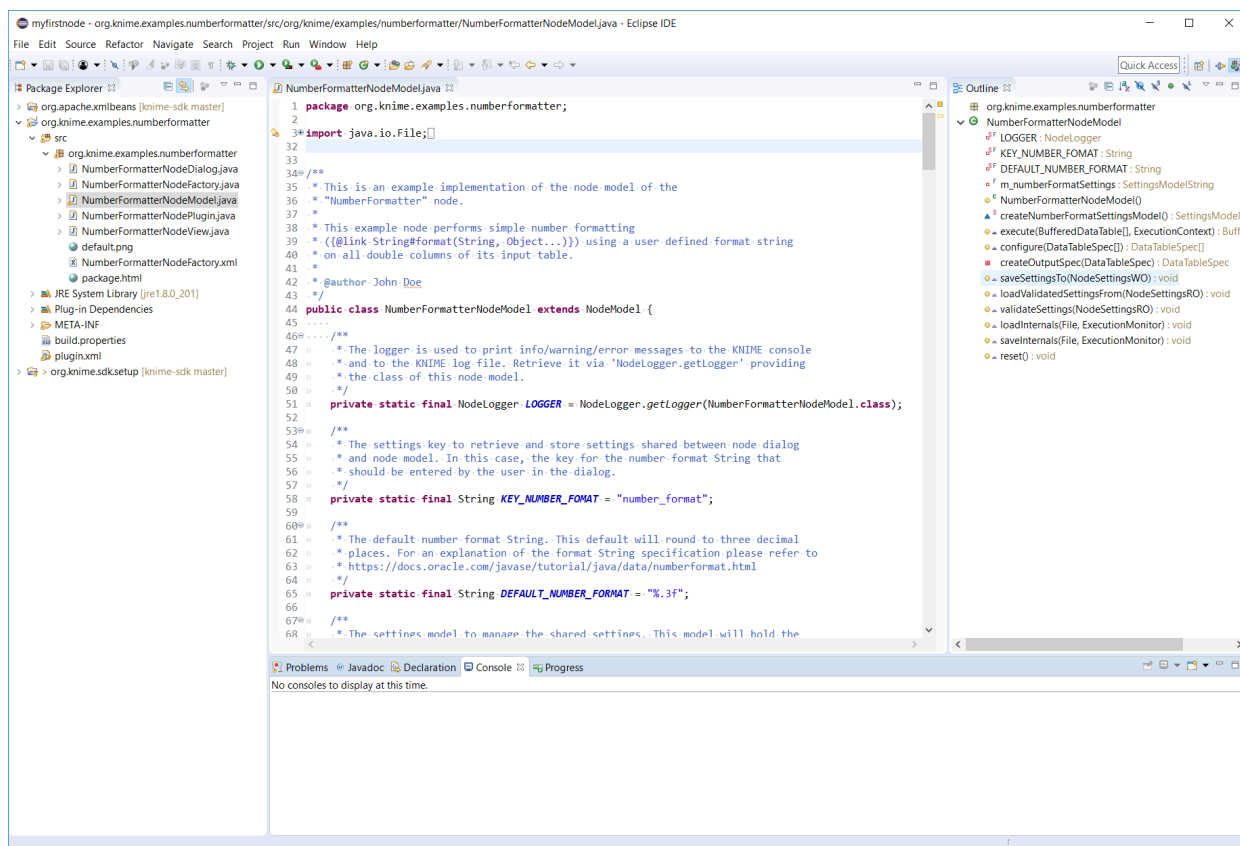 myfirstnode - org.knime.examples.numberformatter/src/org/knime/examples/numberformatter/NumberFormatterNodeModel.java - Eclipse IDE
File Edit Source Refactor Navigate Search Project Run Window Help
Quick Access
Package Explorer
org.apache.xmlbeans [knime-sdk master]
org.knime.examples.numberformatter
src
org.knime.examples.numberformatter
NumberFormatterNodeDialog.java
NumberFormatterNodeFactory.java
NumberFormatterNodeModel.java
NumberFormatterNodePlugin.java
NumberFormatterNodeView.java
default.png
NumberFormatterNodeFactory.xml
package.html
JRE System Library [jre1.8.0_201]
Plug-in Dependencies
META-INF
build.properties
plugin.xml
> org.knime.sdk.setup [knime-sdk master]
NumberFormatterNodeModel.java
1 package org.knime.examples.numberformatter;
2
3 import java.io.File;
32
33
34 /**
35 * This is an example implementation of the node model of the
36 * "NumberFormatter" node.
37 *
38 * This example node performs simple number formatting
39 * ({@link String#format(String, Object...)}) using a user defined format string
40 * on all double columns of its input table.
41 *
42 * @author John Doe
43 */
44 public class NumberFormatterNodeModel extends NodeModel {
45
46 /**
47 * The logger is used to print info/warning/error messages to the KNIME console
48 * and to the KNIME log file. Retrieve it via 'NodeLogger.getLogger' providing
49 * the class of this node model.
50 */
51 private static final NodeLogger LOGGER = NodeLogger.getLogger(NumberFormatterNodeModel.class);
52
53 /**
54 * The settings key to retrieve and store settings shared between node dialog
55 * and node model. In this case, the key for the number format String that
56 * should be entered by the user in the dialog.
57 */
58 private static final String KEY_NUMBER_FOMAT = "number_format";
59
60 /**
61 * The default number format String. This default will round to three decimal
62 * places. For an explanation of the format String specification please refer to
63 * https://docs.oracle.com/javase/tutorial/java/data/numberformat.html
64 */
65 private static final String DEFAULT_NUMBER_FORMAT = "%.3f";
66
67 /**
68 * The settings model to manage the shared settings. This model will hold the
Outline
org.knime.examples.numberformatter
NumberFormatterNodeModel
LOGGER : NodeLogger
KEY_NUMBER_FOMAT : String
DEFAULT_NUMBER_FORMAT : String
m_numberFormatSettings : SettingsModelString
NumberFormatterNodeModel()
createNumberFormatSettingsModel() : SettingsModel
execute(BufferedDataTable[], ExecutionContext) : Buff
configure(DataTableSpec[]) : DataTableSpec[]
createOutputSpec(DataTableSpec) : DataTableSpec
saveSettingsTo(NodeSettingsWO) : void
loadValidatedSettingsFrom(NodeSettingsRO) : void
validateSettings(NodeSettingsRO) : void
loadInternals(File, ExecutionMonitor) : void
saveInternals(File, ExecutionMonitor) : void
reset() : void
Problems Javadoc Declaration Console Progress
No consoles to display at this time.